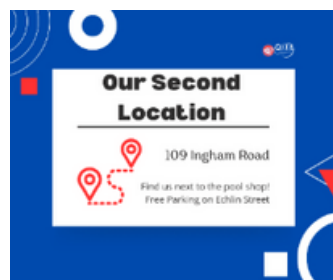 Our Second
Location
109 Ingham Road
Find us next to the pool shop!
Free Parking on Echlin Street